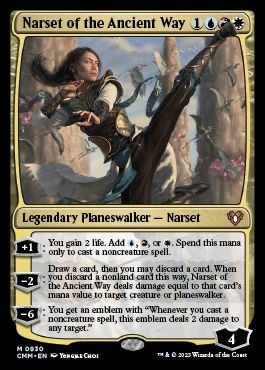 Narset of the Ancient Way 1
Legendary Planeswalker — Narset
+1: You gain 2 life. Add , , or . Spend this mana
only to cast a noncreature spell.
Draw a card, then you may discard a card. When
−2: you discard a nonland card this way, Narset of
the Ancient Way deals damage equal to that card's
mana value to target creature or planeswalker.
−6: You get an emblem with "Whenever you cast a
noncreature spell, this emblem deals 2 damage to
any target."
4
M 0930
CMM • EN Yongjae Choi
™ & © 2023 Wizards of the Coast